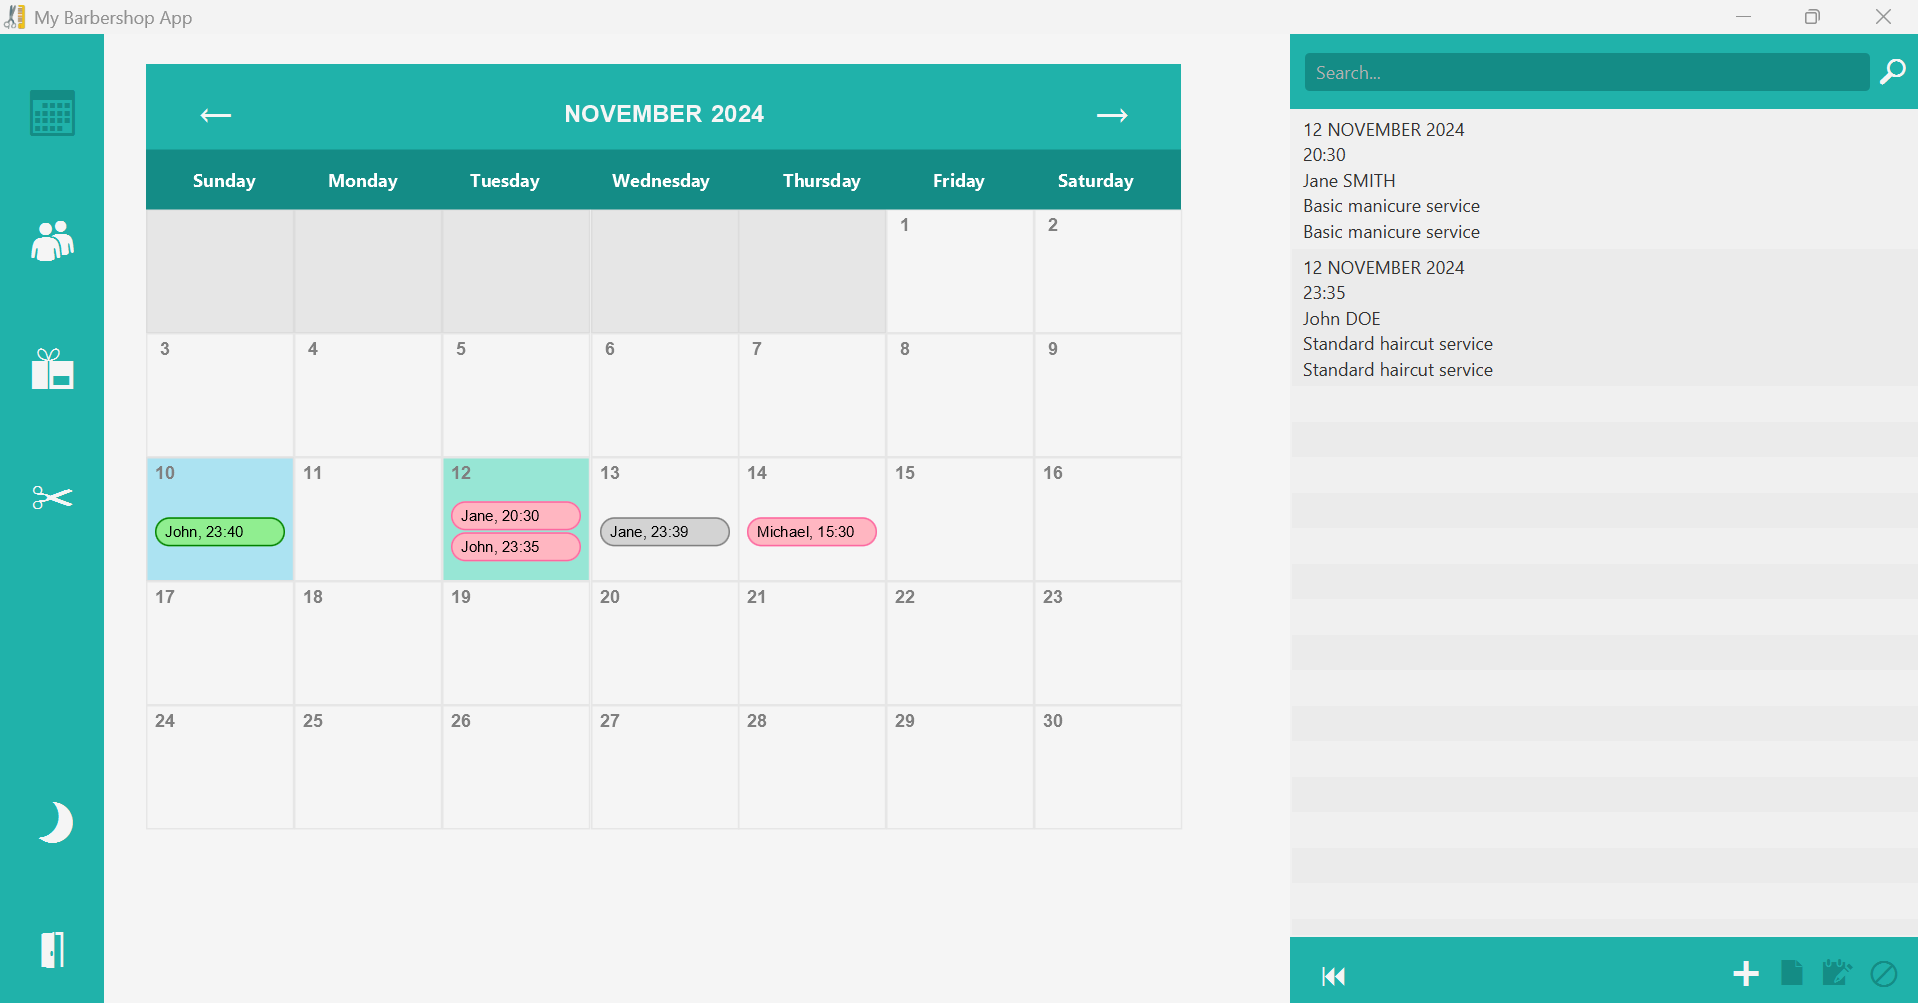 My Barbershop App
NOVEMBER 2024
Sunday Monday Tuesday Wednesday Thursday Friday Saturday
1 2
3 4 5 6 7 8 9
10 11 12 13 14 15 16
John, 23:40
Jane, 20:30
John, 23:35
Jane, 23:39
Michael, 15:30
17 18 19 20 21 22 23
24 25 26 27 28 29 30
Search...
12 NOVEMBER 2024
20:30
Jane SMITH
Basic manicure service
Basic manicure service
12 NOVEMBER 2024
23:35
John DOE
Standard haircut service
Standard haircut service